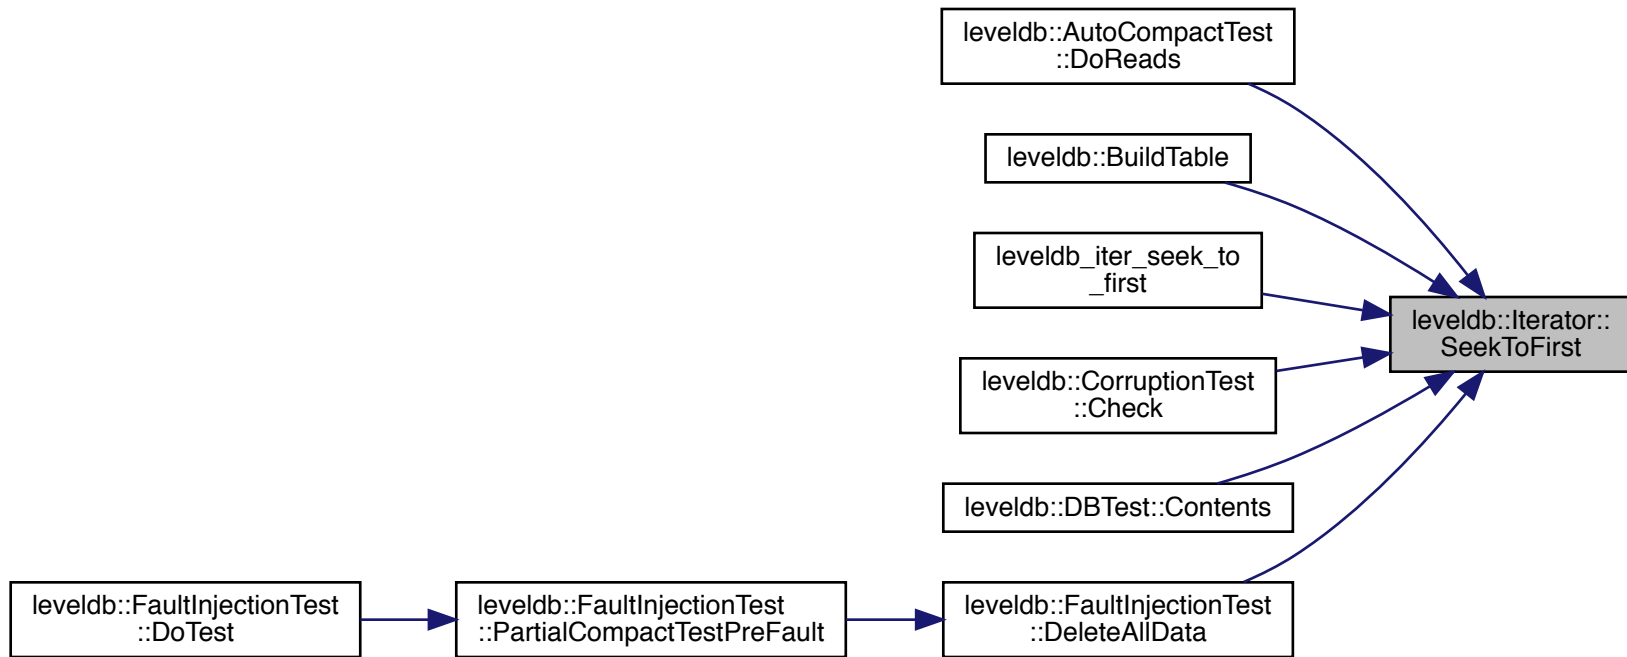 leveldb::AutoCompactTest
::DoReads
leveldb::BuildTable
leveldb_iter_seek_to
_first
leveldb::Iterator::
SeekToFirst
leveldb::CorruptionTest
::Check
leveldb::DBTest::Contents
leveldb::FaultInjectionTest
::DoTest
leveldb::FaultInjectionTest
::PartialCompactTestPreFault
leveldb::FaultInjectionTest
::DeleteAllData